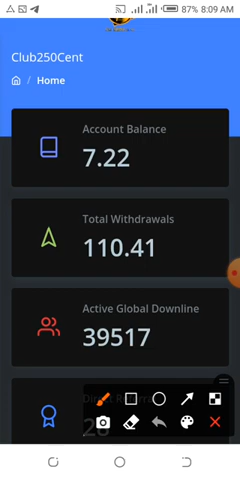 87% 8:09 AM
Club250Cent
Home
Account Balance
7.22
Total Withdrawals
110.41
Active Global Downline
39517